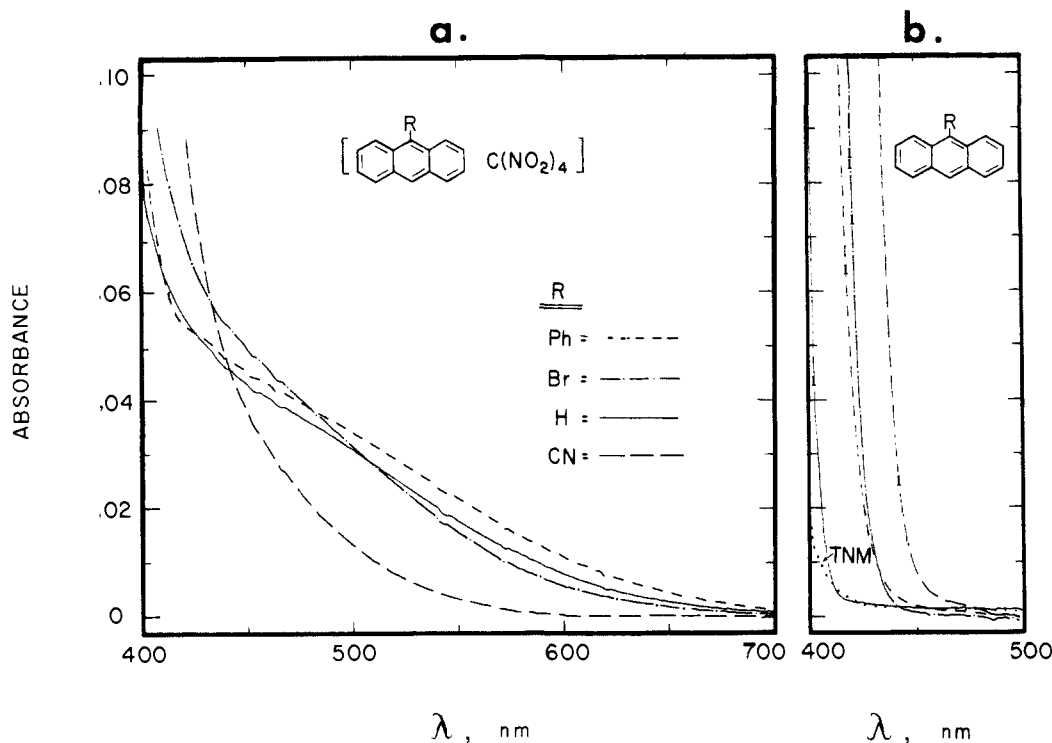 a.
b.
.10
.08
.06
.04
.02
0
ABSORBANCE
R
[ C(NO2)4 ]
R
Ph =
Br =
H =
CN =
400 500 600 700
λ , nm
R
TNM
400 500
λ , nm